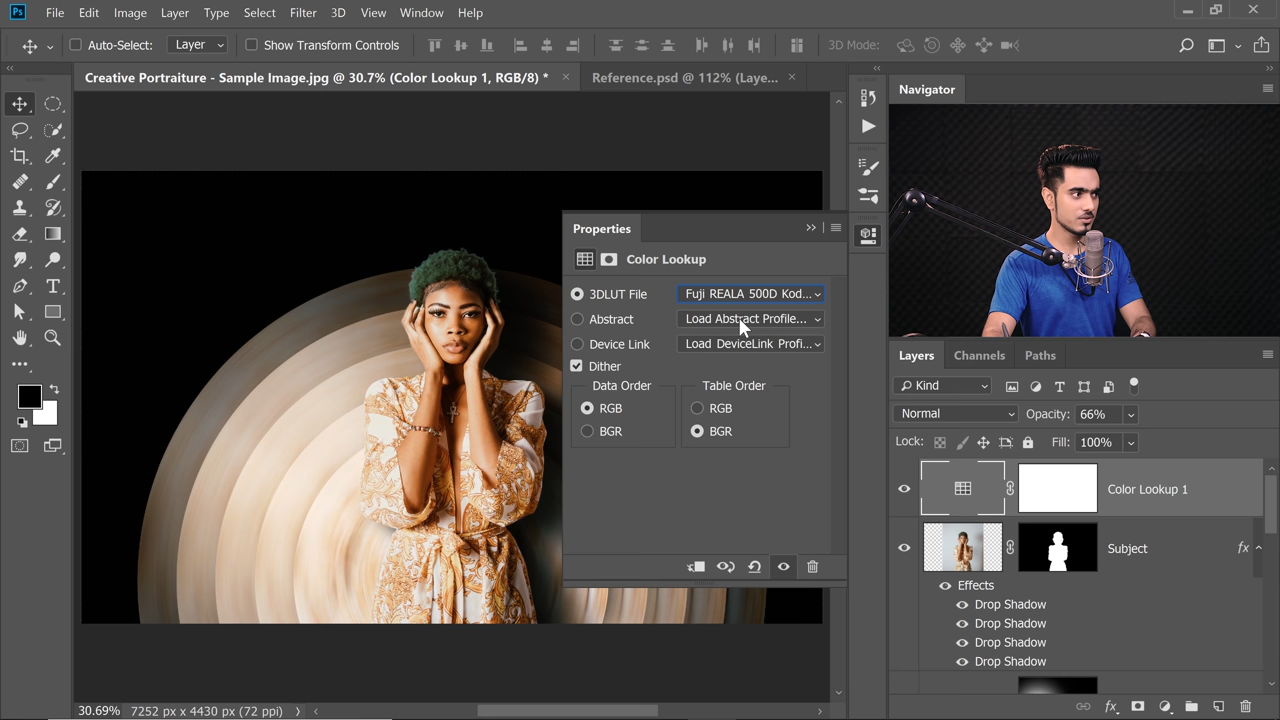 Ps File Edit Image Layer Type Select Filter 3D View Window Help
Auto-Select: Layer Show Transform Controls 3D Mode:
Creative Portraiture - Sample Image.jpg @ 30.7% (Color Lookup 1, RGB/8) * Reference.psd @ 112% (Laye...
Navigator
Properties
Color Lookup
3DLUT File Fuji REALA 500D Kod...
Abstract Load Abstract Profile...
Device Link Load DeviceLink Profi...
Dither
Data Order Table Order
RGB RGB
BGR BGR
Layers Channels Paths
Kind
Normal Opacity: 66%
Lock: Fill: 100%
Color Lookup 1
Subject fx
Effects
Drop Shadow
Drop Shadow
Drop Shadow
Drop Shadow
fx
30.69% 7252 px x 4430 px (72 ppi)